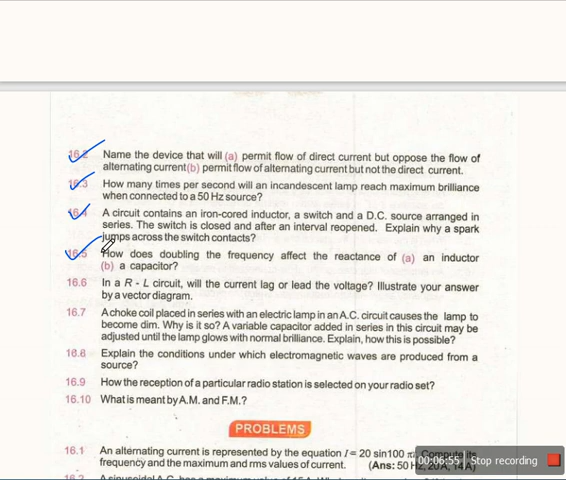 16.2 Name the device that will (a) permit flow of direct current but oppose the flow of
alternating current(b) permit flow of alternating current but not the direct current.
16.3 How many times per second will an incandescent lamp reach maximum brilliance
when connected to a 50 Hz source?
16.4 A circuit contains an iron-cored inductor, a switch and a D.C. source arranged in
series. The switch is closed and after an interval reopened. Explain why a spark
jumps across the switch contacts?
16.5 How does doubling the frequency affect the reactance of (a) an inductor
(b) a capacitor?
16.6 In a R - L circuit, will the current lag or lead the voltage? Illustrate your answer
by a vector diagram.
16.7 A choke coil placed in series with an electric lamp in an A.C. circuit causes the lamp to
become dim. Why is it so? A variable capacitor added in series in this circuit may be
adjusted until the lamp glows with normal brilliance. Explain, how this is possible?
16.8 Explain the conditions under which electromagnetic waves are produced from a
source?
16.9 How the reception of a particular radio station is selected on your radio set?
16.10 What is meant by A.M. and F.M.?
PROBLEMS
16.1 An alternating current is represented by the equation I = 20 sin100 πt. Compute its
frequency and the maximum and rms values of current. (Ans: 50 Hz, 20A, 14A)
00:06:55 Stop recording